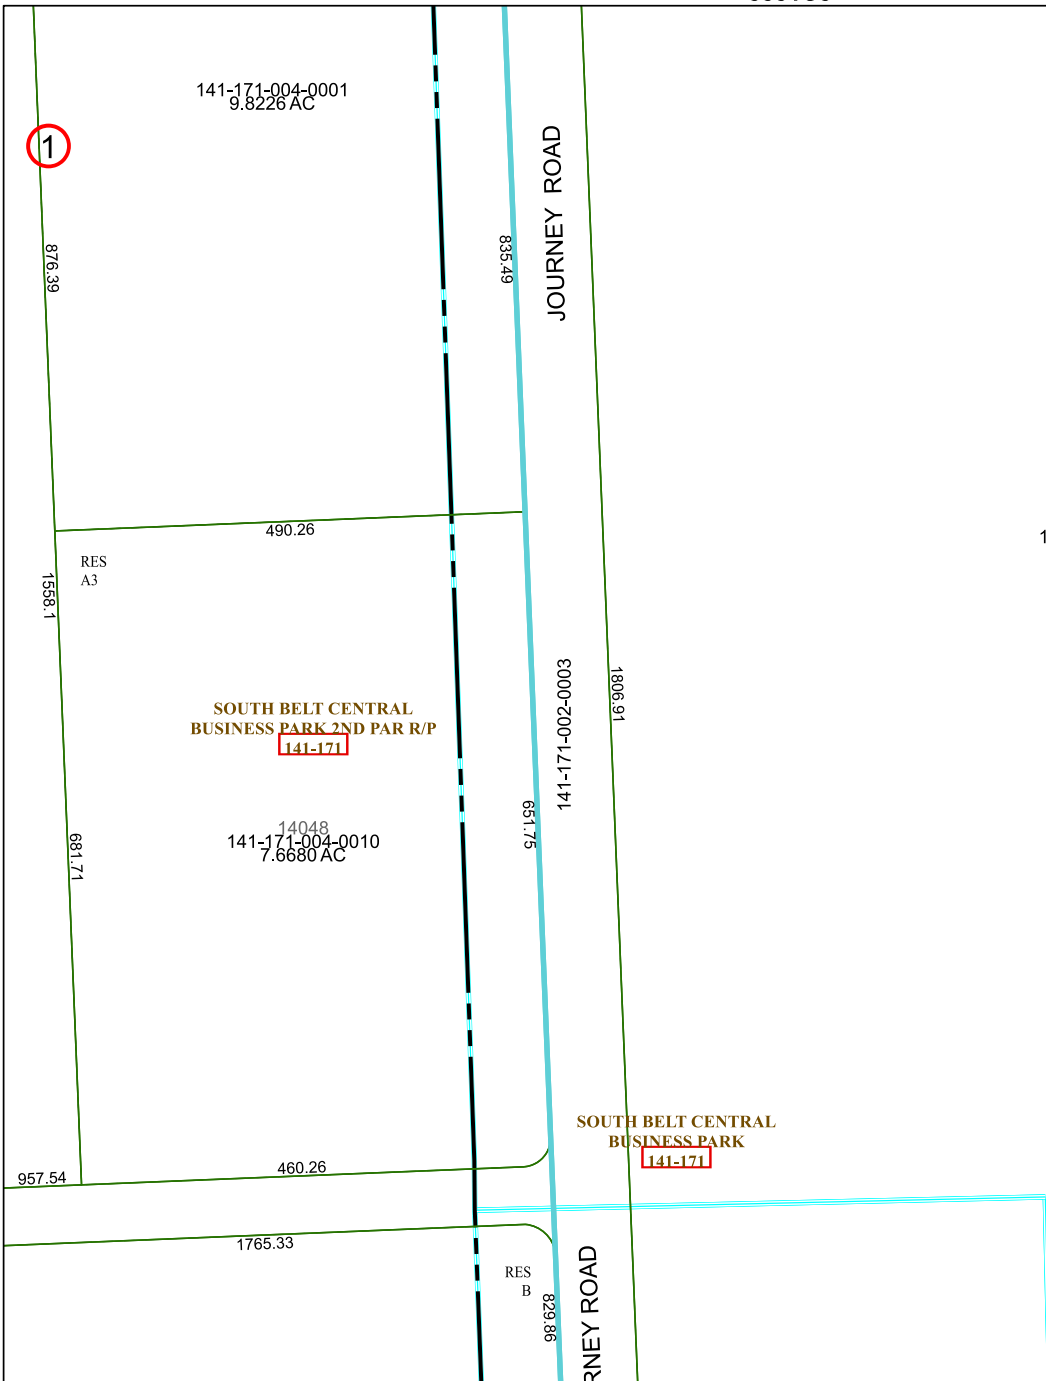 141-171-004-0001
9.8226 AC
1
JOURNEY ROAD
876.39
835.49
490.26
1
RES
A3
1558.1
141-171-002-0003
1806.91
SOUTH BELT CENTRAL
BUSINESS PARK 2ND PAR R/P
141-171
651.75
14048
141-171-004-0010
7.6680 AC
681.71
SOUTH BELT CENTRAL
BUSINESS PARK
141-171
460.26
957.54
1765.33
RES
B
829.86
RNEY ROAD